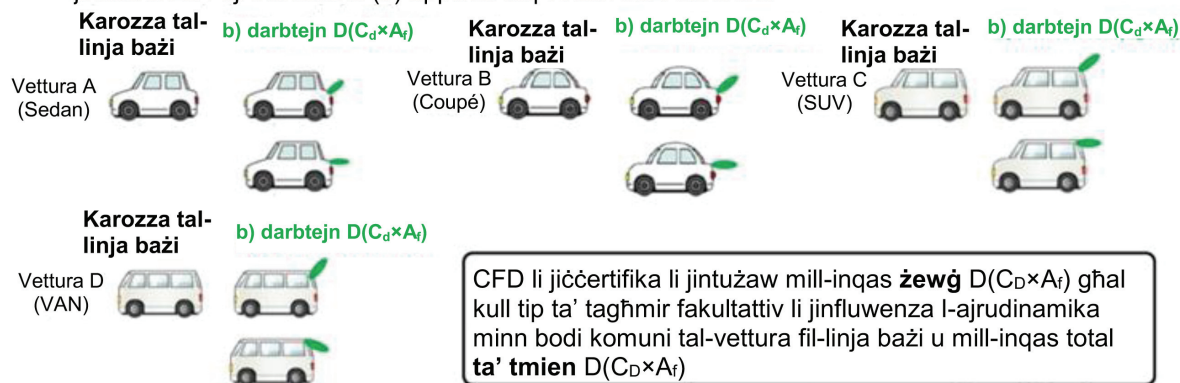 Karozza tal-
linja bażi
b) darbtejn D(Cd×Af)
Vettura A
(Sedan)
Karozza tal-
linja bażi
b) darbtejn D(Cd×Af)
Vettura B
(Coupé)
Karozza tal-
linja bażi
b) darbtejn D(Cd×Af)
Vettura C
(SUV)
Karozza tal-
linja bażi
b) darbtejn D(Cd×Af)
Vettura D
(VAN)
CFD li jiċċertifika li jintużaw mill-inqas żewġ D(CD×Af) għal
kull tip ta’ tagħmir fakultattiv li jinfluwenza l-ajrudinamika
minn bodi komuni tal-vettura fil-linja bażi u mill-inqas total
ta’ tmien D(CD×Af)